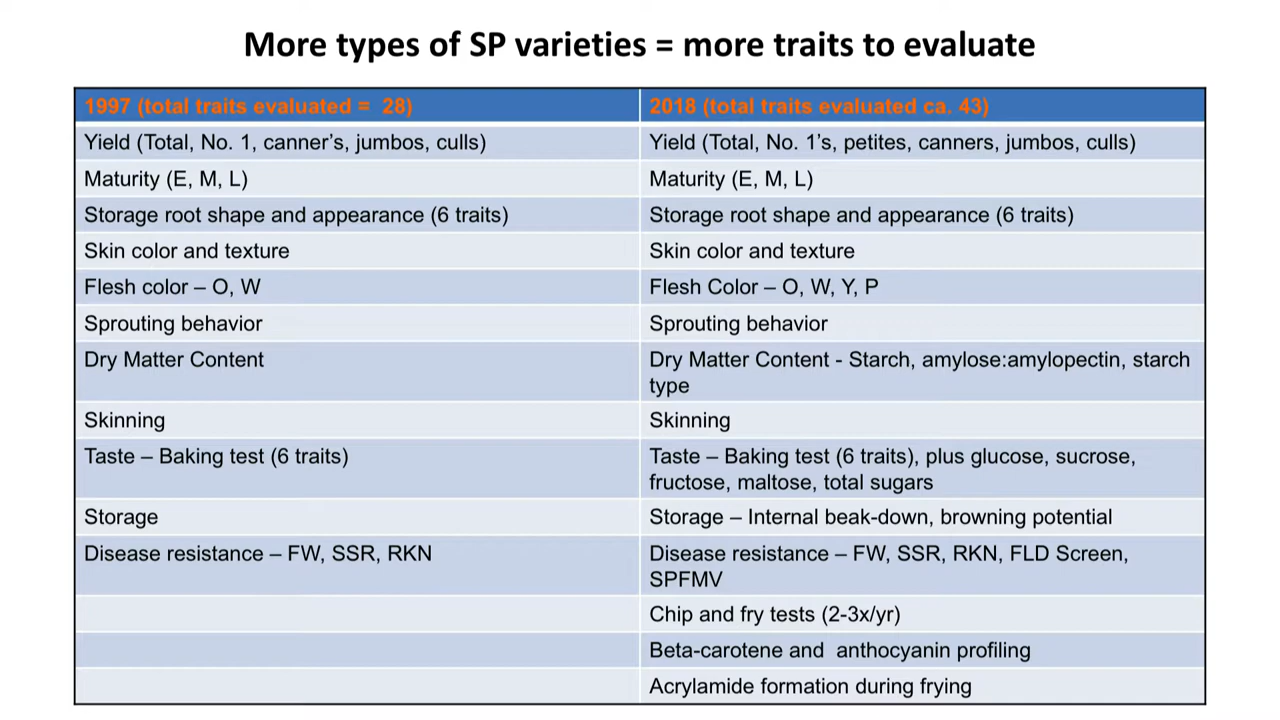 More types of SP varieties = more traits to evaluate
1997 (total traits evaluated = 28)
2018 (total traits evaluated ca. 43)
Yield (Total, No. 1, canner's, jumbos, culls)
Yield (Total, No. 1's, petites, canners, jumbos, culls)
Maturity (E, M, L)
Maturity (E, M, L)
Storage root shape and appearance (6 traits)
Storage root shape and appearance (6 traits)
Skin color and texture
Skin color and texture
Flesh color – O, W
Flesh Color – O, W, Y, P
Sprouting behavior
Sprouting behavior
Dry Matter Content
Dry Matter Content - Starch, amylose:amylopectin, starch
type
Skinning
Skinning
Taste – Baking test (6 traits)
Taste – Baking test (6 traits), plus glucose, sucrose,
fructose, maltose, total sugars
Storage
Storage – Internal beak-down, browning potential
Disease resistance – FW, SSR, RKN
Disease resistance – FW, SSR, RKN, FLD Screen,
SPFMV
Chip and fry tests (2-3x/yr)
Beta-carotene and anthocyanin profiling
Acrylamide formation during frying